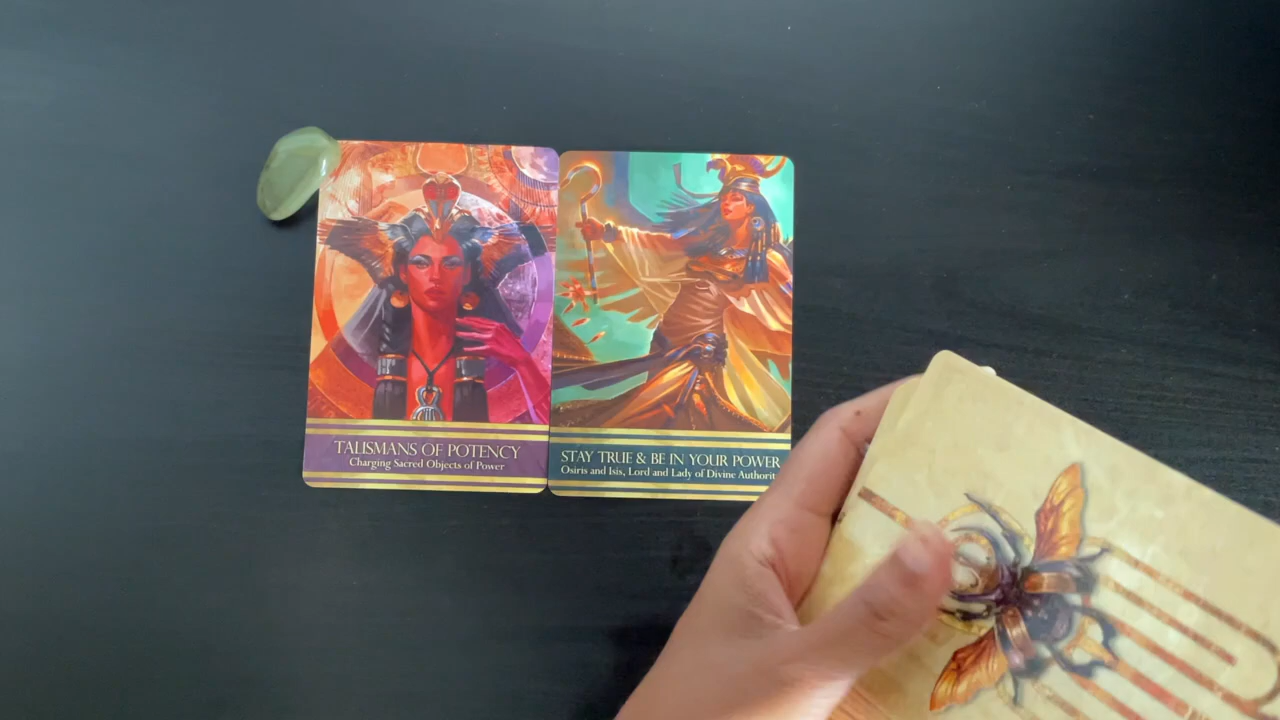 TALISMANS OF POTENCY
Charging Sacred Objects of Power
STAY TRUE & BE IN YOUR POWER
Osiris and Isis, Lord and Lady of Divine